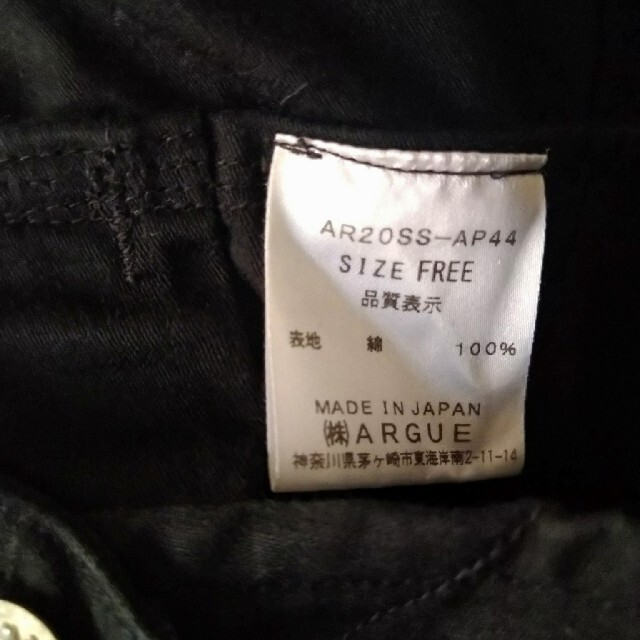 AR20SS-AP44
SIZE FREE
品質表示
表地 綿 100%
MADE IN JAPAN
㈱ARGUE
神奈川県茅ヶ崎市東海岸南2-11-14